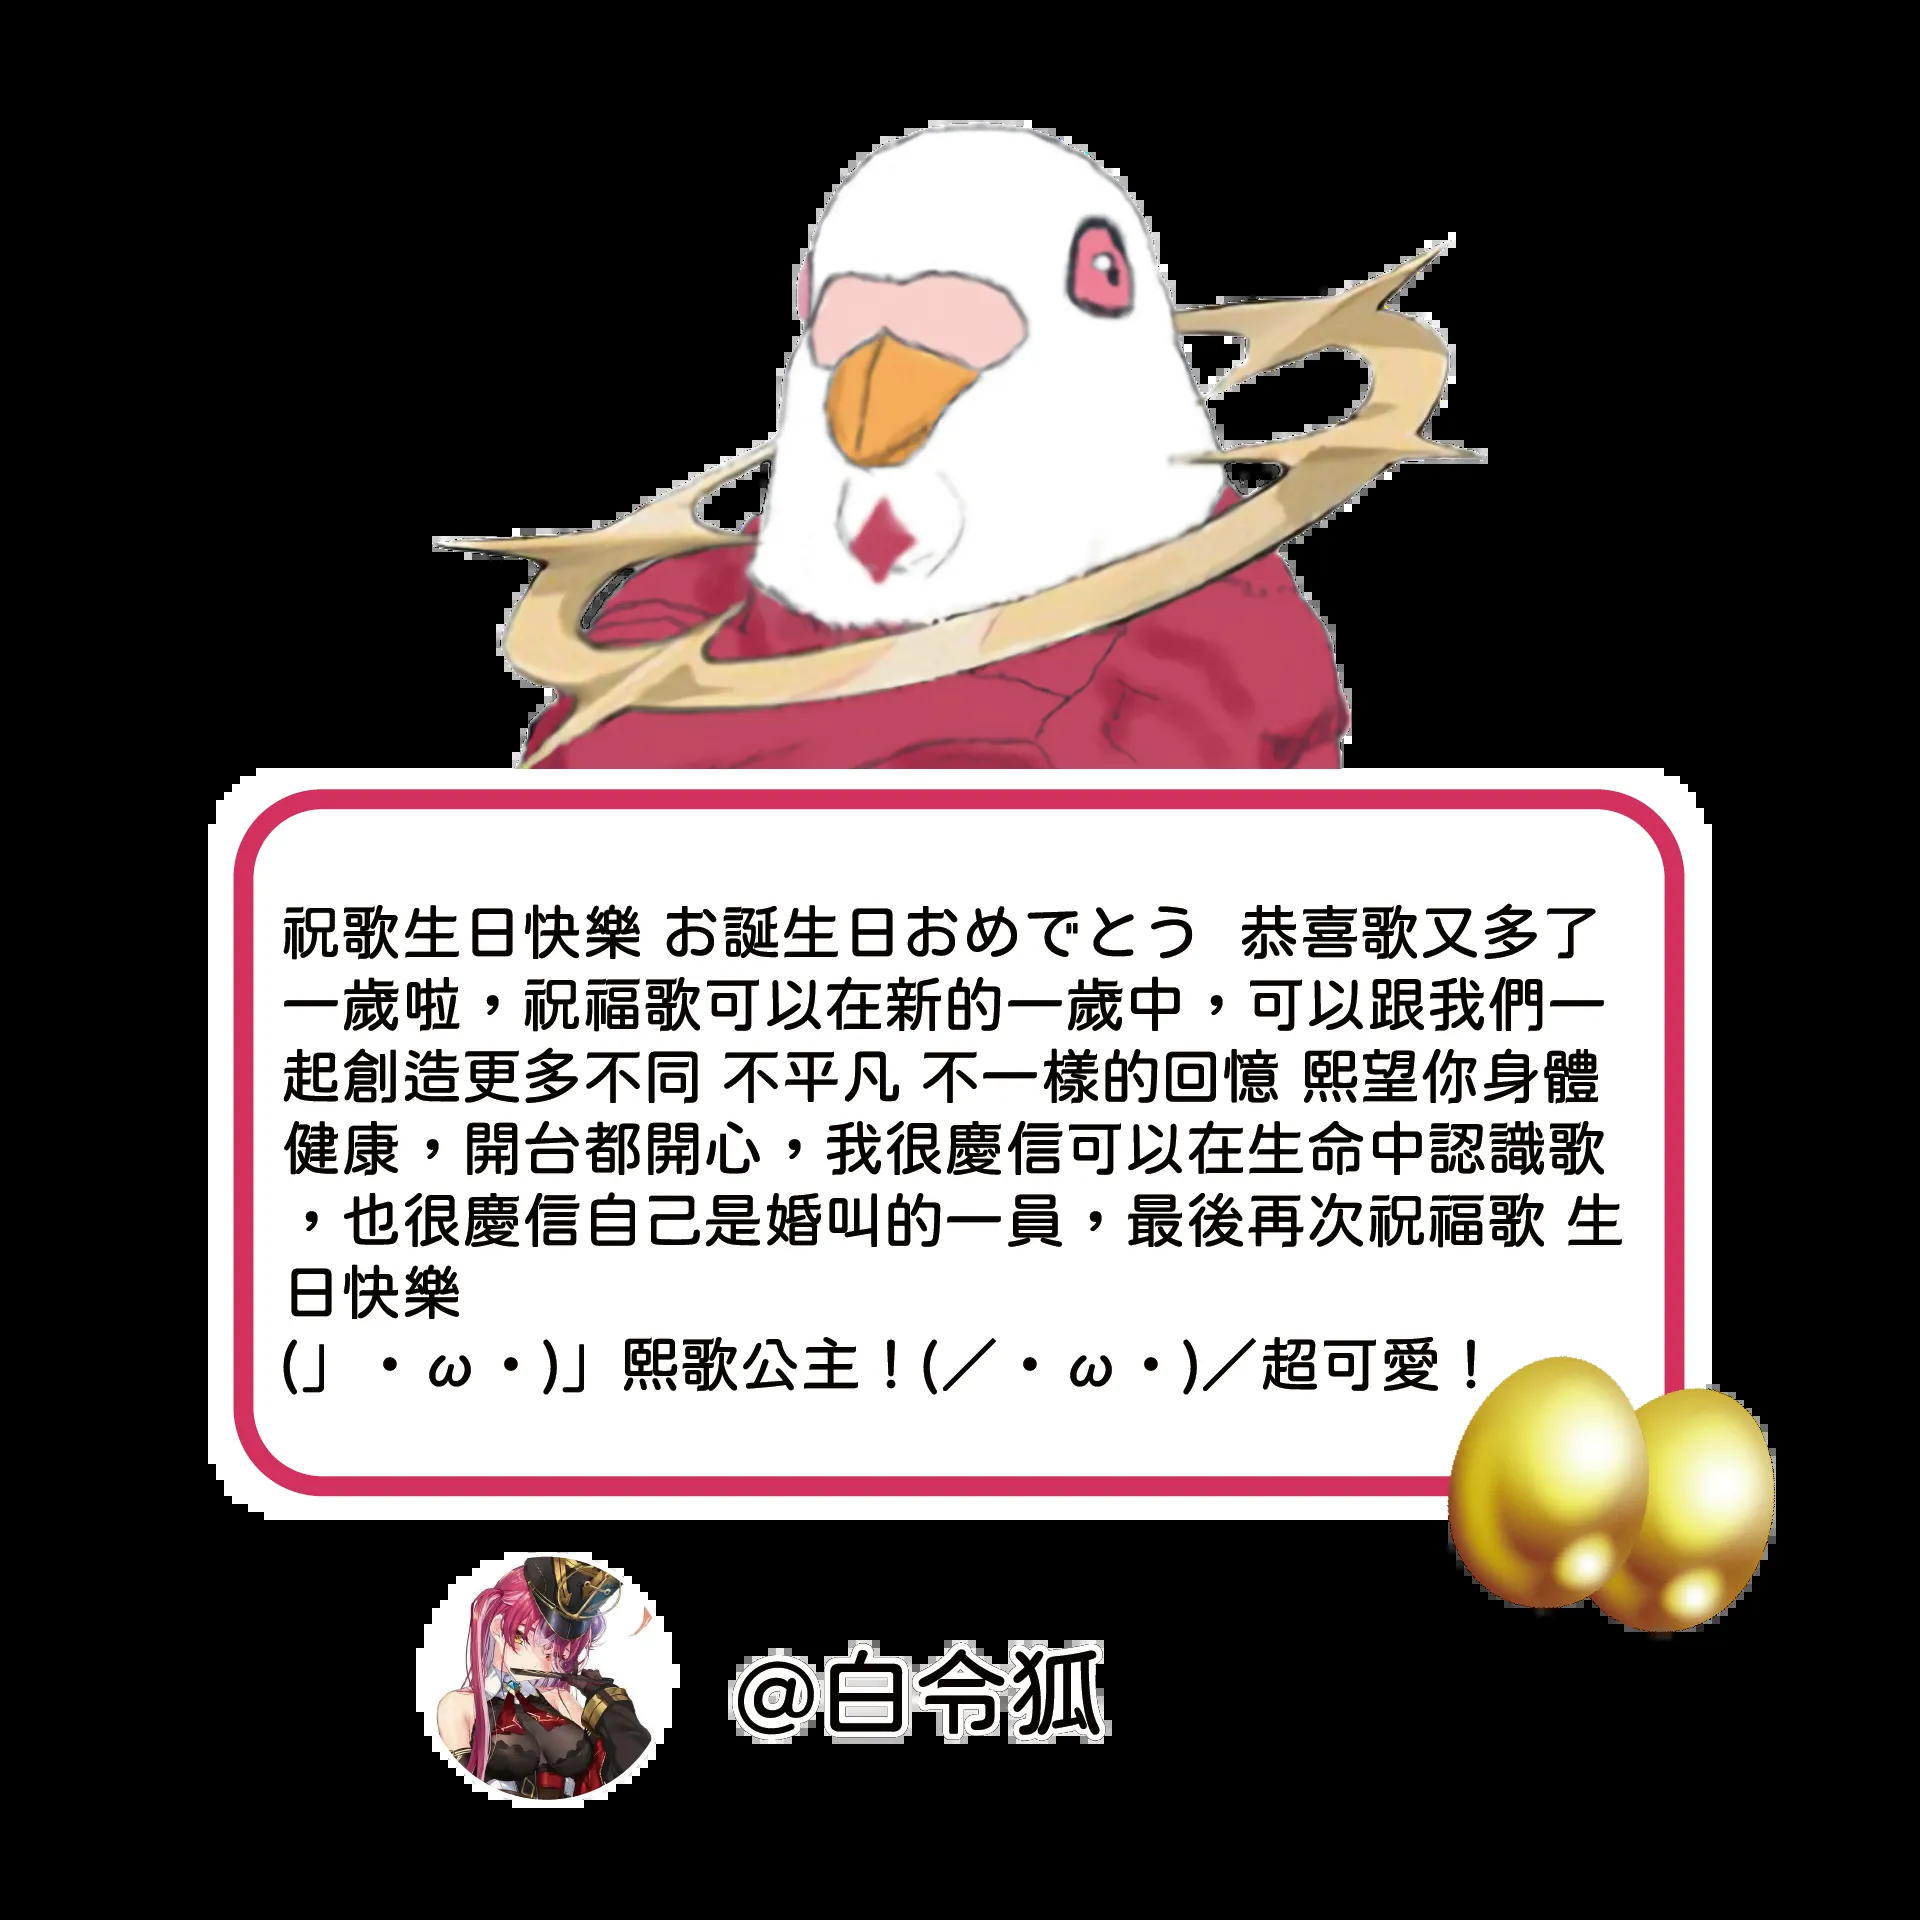 祝歌生日快樂 お誕生日おめでとう  恭喜歌又多了
一歲啦，祝福歌可以在新的一歲中，可以跟我們一
起創造更多不同 不平凡 不一樣的回憶 熙望你身體
健康，開台都開心，我很慶信可以在生命中認識歌
，也很慶信自己是婚叫的一員，最後再次祝福歌 生
日快樂
(」・ω・)」熙歌公主！(／・ω・)／超可愛！
@白令狐